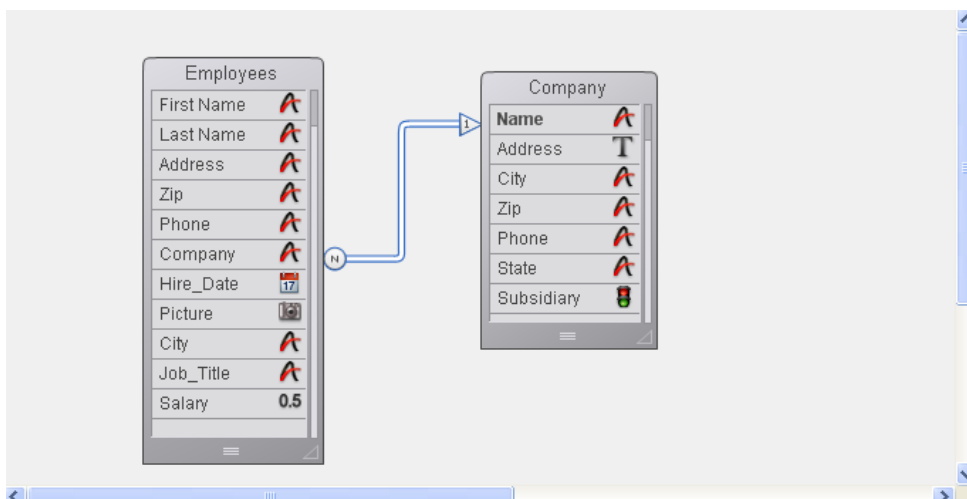 Employees
First Name
Last Name
Address
Zip
Phone
Company
Hire_Date
17
Picture
City
Job_Title
Salary 0.5
N
1
Company
Name
Address T
City
Zip
Phone
State
Subsidiary